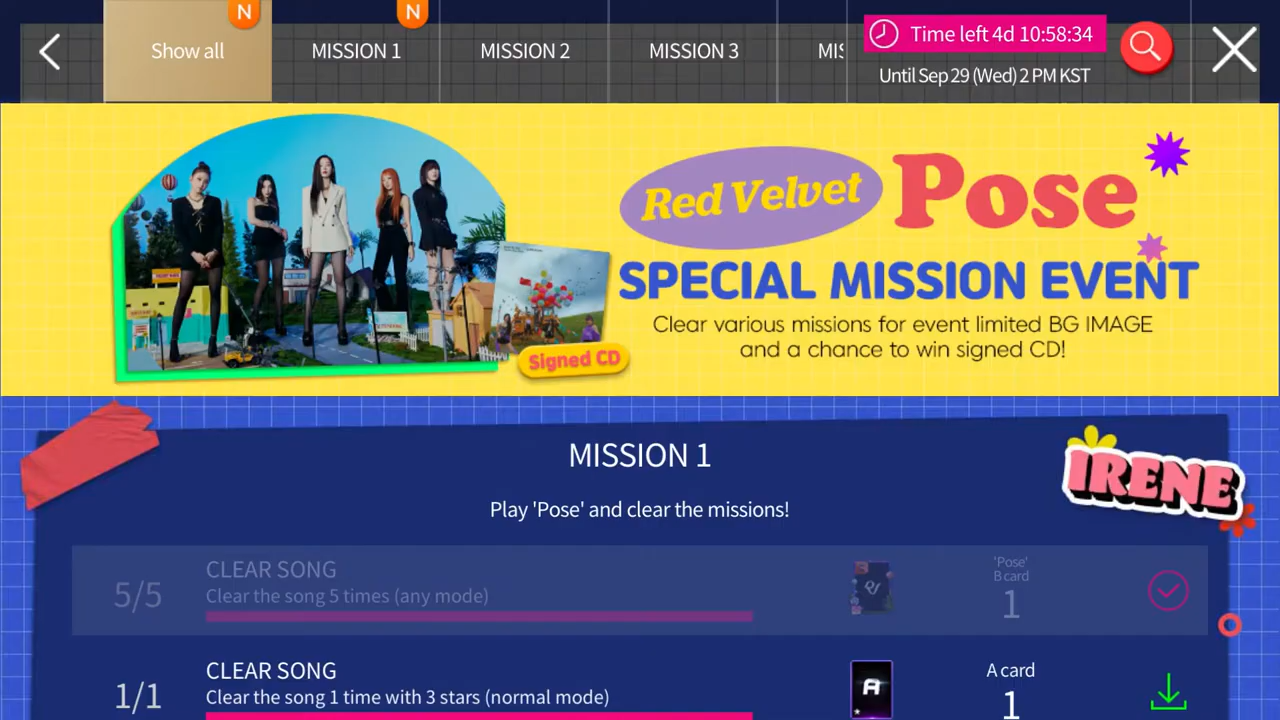 N
N
Show all
MISSION 1
MISSION 2
MISSION 3
MIS
Time left 4d 10:58:34
Until Sep 29 (Wed) 2 PM KST
Red Velvet
Pose
SPECIAL MISSION EVENT
Clear various missions for event limited BG IMAGE
and a chance to win signed CD!
Signed CD
MISSION 1
IRENE
Play 'Pose' and clear the missions!
5/5
CLEAR SONG
Clear the song 5 times (any mode)
'Pose'
B card
1
1/1
CLEAR SONG
Clear the song 1 time with 3 stars (normal mode)
A
A card
1